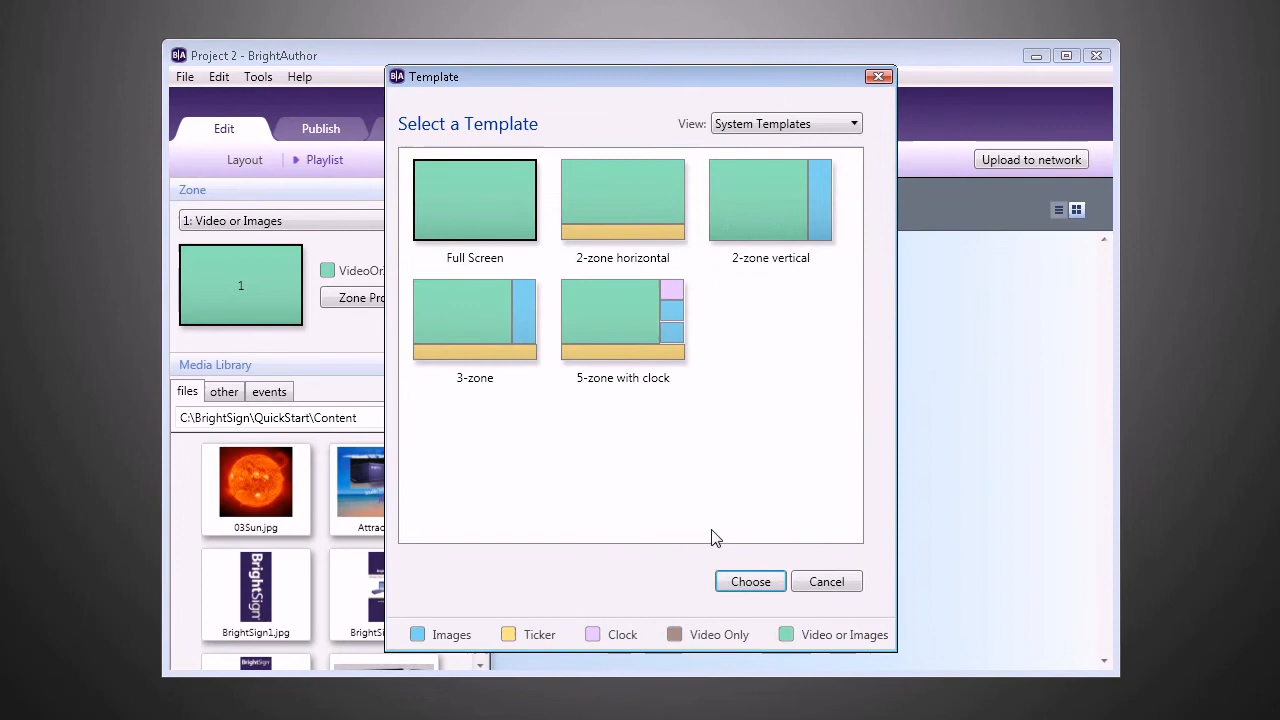 B|A Project 2 - BrightAuthor
File Edit Tools Help
Edit Publish
Layout Playlist
Upload to network
Zone
1: Video or Images
1
VideoOr
Zone Pro
Media Library
files other events
C:\BrightSign\QuickStart\Content
03Sun.jpg
Attrac
BrightSign
BrightSign1.jpg
BrightSi
BrightSign
B|A Template
Select a Template
View: System Templates
Full Screen
2-zone horizontal
2-zone vertical
3-zone
5-zone with clock
Choose Cancel
Images Ticker Clock Video Only Video or Images